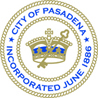 CITY OF PASADENA
INCORPORATED JUNE 1886